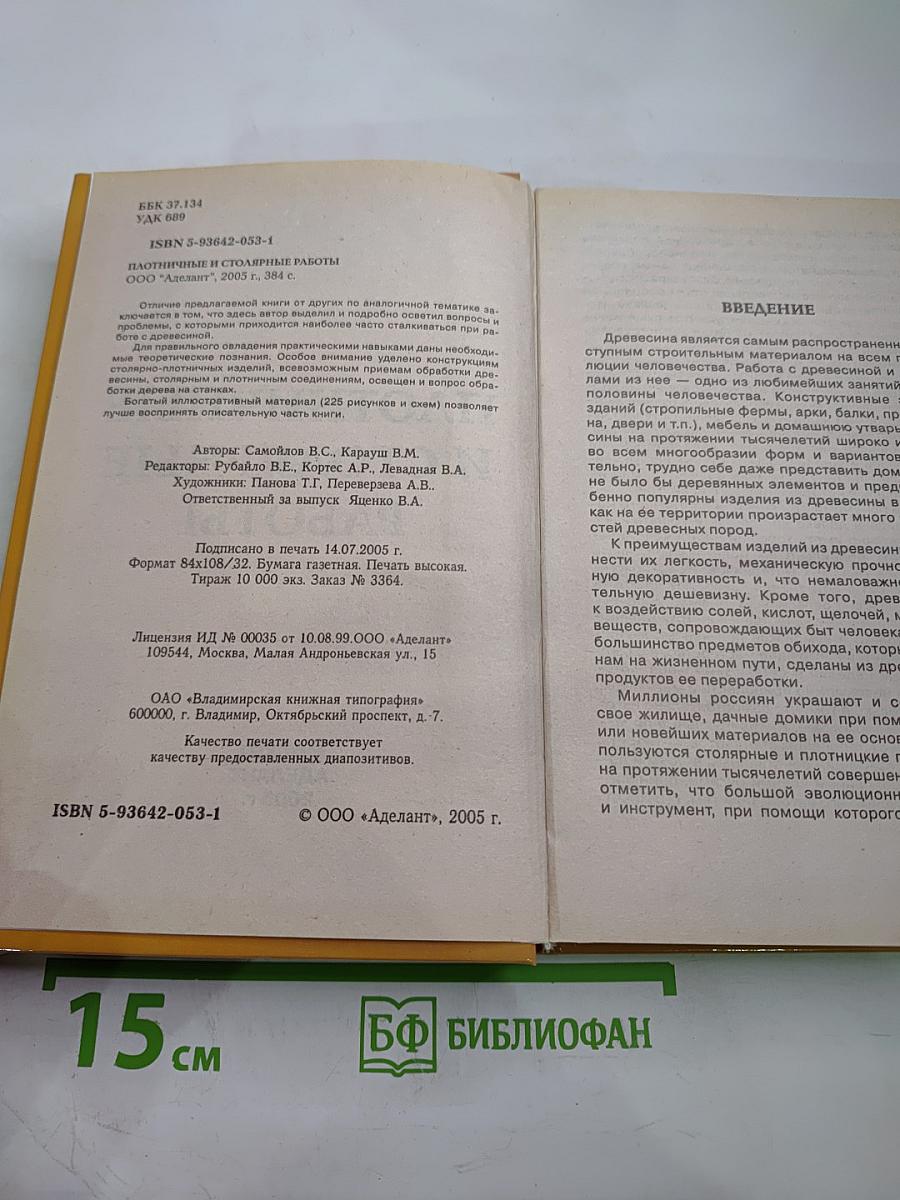 ББК 37.134
УДК 689
ISBN 5-93642-053-1
ПЛОТНИЧНЫЕ И СТОЛЯРНЫЕ РАБОТЫ
ООО "Аделант", 2005 г., 384 с.
Отличие предлагаемой книги от других по аналогичной тематике за-
ключается в том, что здесь автор выделил и подробно осветил вопросы и
проблемы, с которыми приходится наиболее часто сталкиваться при ра-
боте с древесиной.
Для правильного овладения практическими навыками даны необходи-
мые теоретические познания. Особое внимание уделено конструкциям
столярно-плотничных изделий, всевозможным приемам обработки дре-
весины, столярным и плотничным соединениям, освещен и вопрос обра-
ботки дерева на станках.
Богатый иллюстративный материал (225 рисунков и схем) позволяет
лучше воспринять описательную часть книги.
Авторы: Самойлов В.С., Карауш В.М.
Редакторы: Рубайло В.Е., Кортес А.Р., Левадная В.А.
Художники: Панова Т.Г, Переверзева А.В..
Ответственный за выпуск Яценко В.А.
Подписано в печать 14.07.2005 г.
Формат 84х108/32. Бумага газетная. Печать высокая.
Тираж 10 000 экз. Заказ № 3364.
Лицензия ИД № 00035 от 10.08.99.ООО «Аделант»
109544, Москва, Малая Андроньевская ул., 15
ОАО «Владимирская книжная типография»
600000, г. Владимир, Октябрьский проспект, д. 7.
Качество печати соответствует
качеству предоставленных диапозитивов.
ISBN 5-93642-053-1
© ООО «Аделант», 2005 г.
ВВЕДЕНИЕ
Древесина является самым распространенн
ступным строительным материалом на всем п
люции человечества. Работа с древесиной и
лами из нее — одно из любимейших занятий
половины человечества. Конструктивные
зданий (стропильные фермы, арки, балки, пр
на, двери и т.п.), мебель и домашнюю утварь
сины на протяжении тысячелетий широко и
во всем многообразии форм и вариантов
тельно, трудно себе даже представить дом
не было бы деревянных элементов и пред
бенно популярны изделия из древесины в
как на ее территории произрастает много
стей древесных пород.
К преимуществам изделий из древесин
нести их легкость, механическую прочно
ную декоративность и, что немаловажн
тельную дешевизну. Кроме того, древ
к воздействию солей, кислот, щелочей, м
веществ, сопровождающих быт человека
большинство предметов обихода, котор
нам на жизненном пути, сделаны из дре
продуктов ее переработки.
Миллионы россиян украшают и с
свое жилище, дачные домики при пом
или новейших материалов на ее основ
пользуются столярные и плотницкие п
на протяжении тысячелетий совершен
отметить, что большой эволюционн
и инструмент, при помощи которого
15 см
БФ БИБЛИОФАН